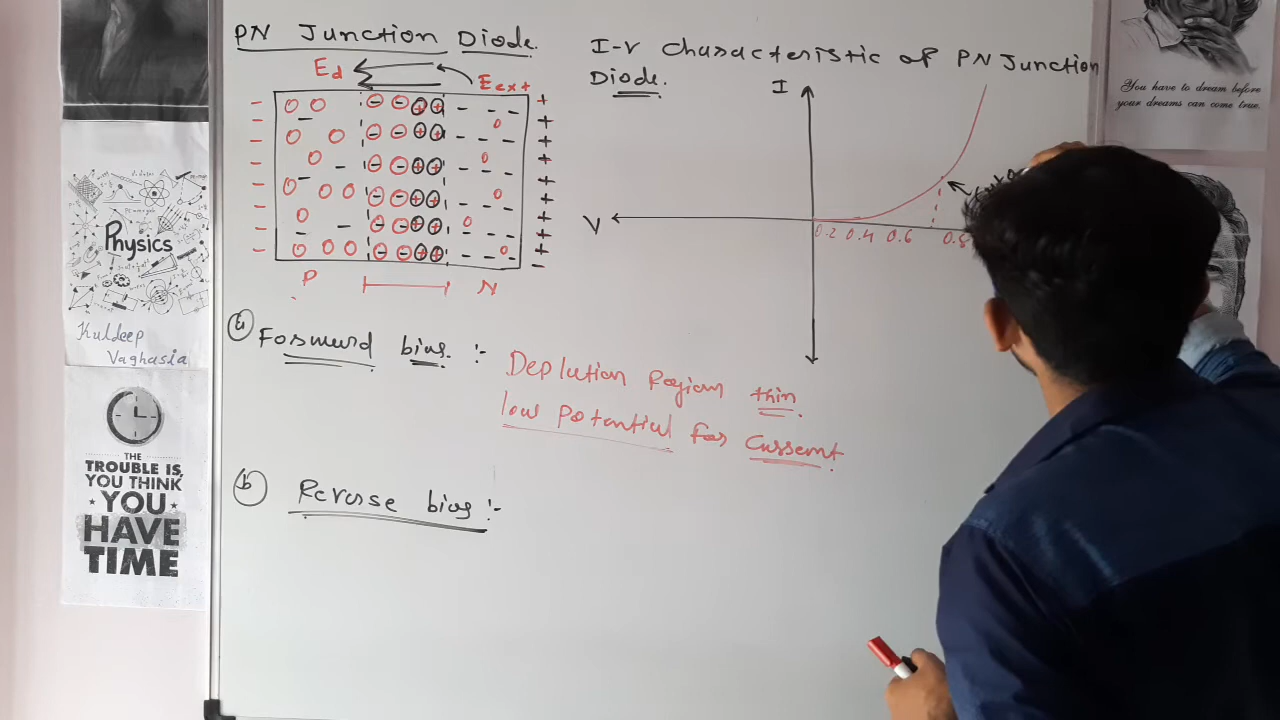 PN Junction Diode.
Ed
Eext
P
N
I-V Characteristic of PN Junction
Diode.
I
V
0.2 0.4 0.6 0.8
a Forward bias :-
Deplution Region thin
low potential for Current.
b Reverse bias :-
Physics
Kuldeep
Vaghasia
THE
TROUBLE IS,
YOU THINK
YOU
HAVE
TIME
You have to dream before
your dreams can come true.